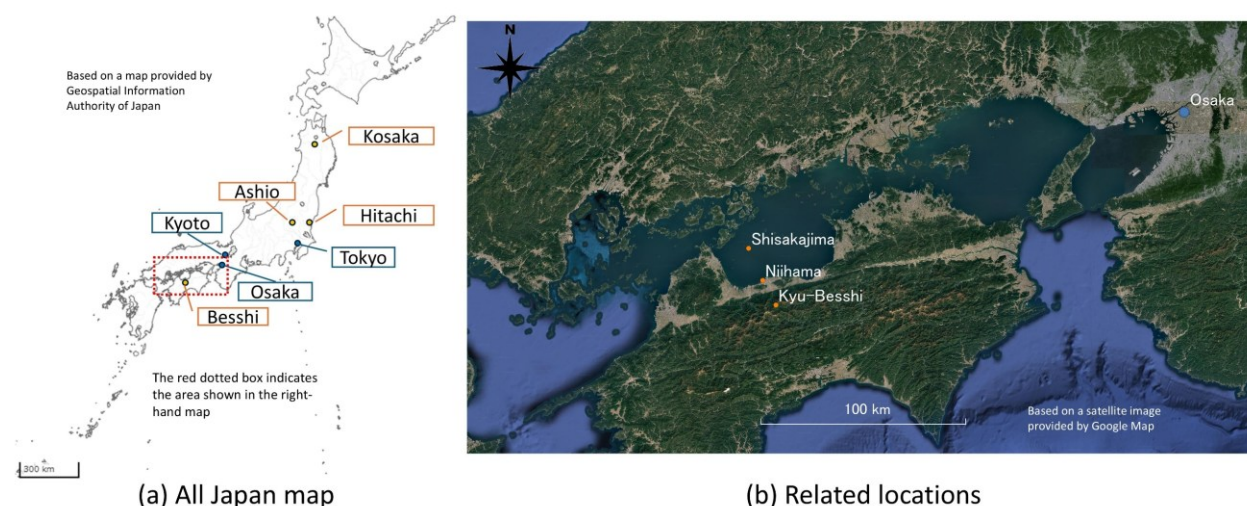 Based on a map provided by
Geospatial Information
Authority of Japan
Kosaka
Ashio
Hitachi
Kyoto
Tokyo
Osaka
Besshi
The red dotted box indicates
the area shown in the right-
hand map
300 km
(a) All Japan map
N
Osaka
Shisakajima
Niihama
Kyu-Besshi
100 km
Based on a satellite image
provided by Google Map
(b) Related locations